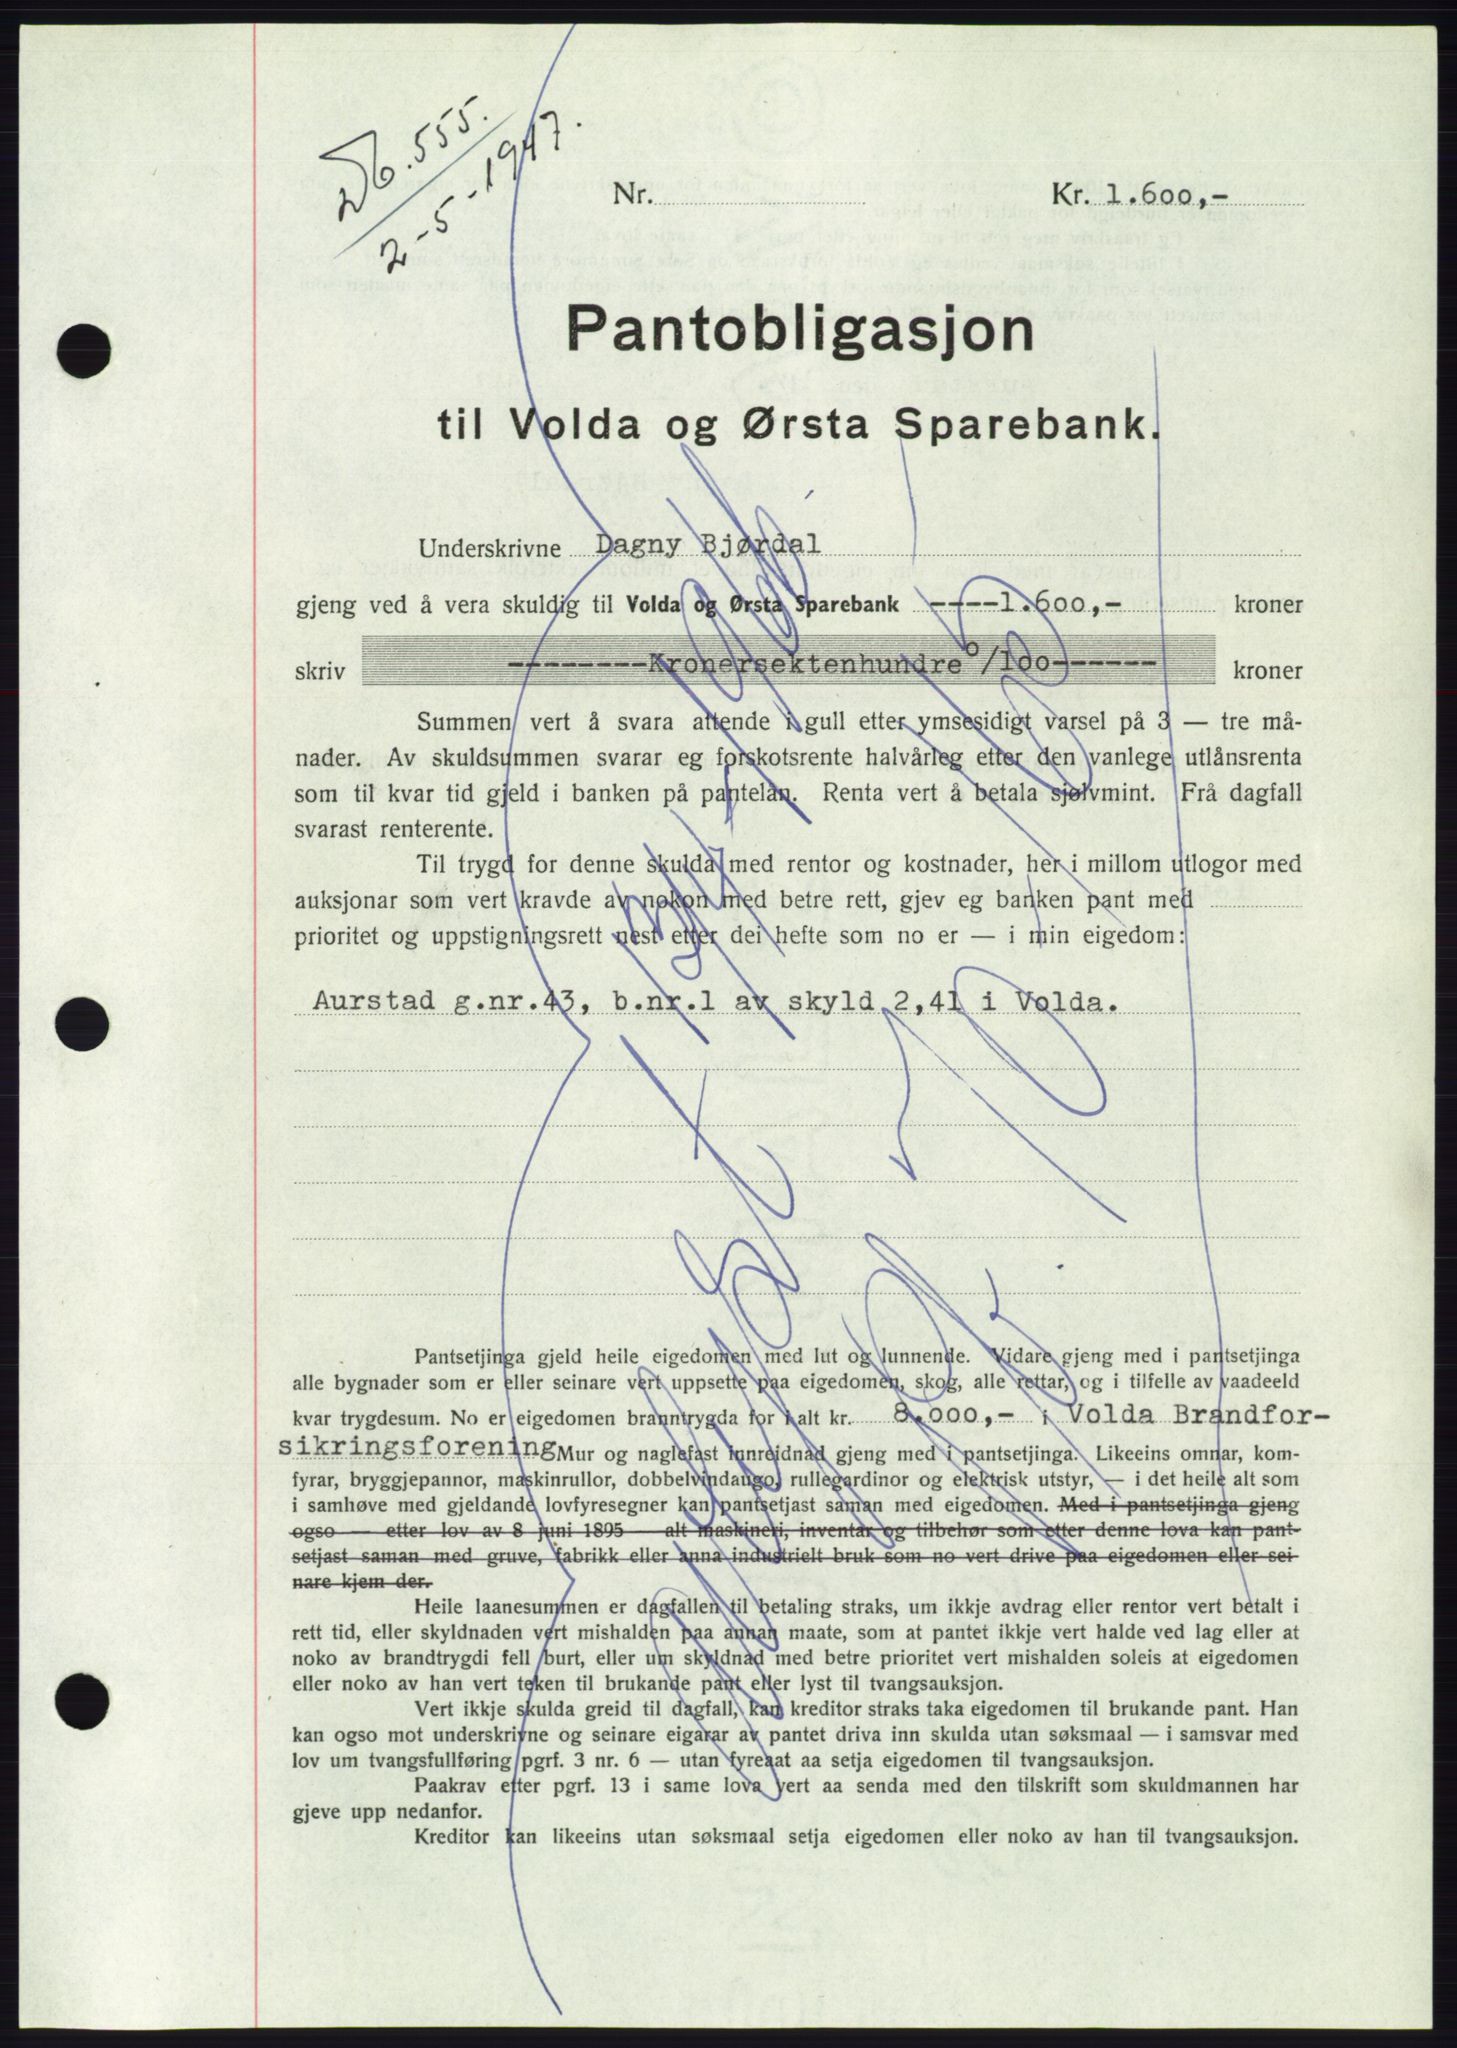 Db. 555.
2-5-1947.
Nr. Kr. 1.600,-
Pantobligasjon
til Volda og Ørsta Sparebank.
Underskrivne Dagny Bjørdal
gjeng ved å vera skuldig til Volda og Ørsta Sparebank ----1.600,- kroner
skriv --------Kronersektenhundre o/loo------ kroner
Summen vert å svara attende i gull etter ymsesidigt varsel på 3 — tre må-
nader. Av skuldsummen svarar eg forskotsrente halvårleg etter den vanlege utlånsrenta
som til kvar tid gjeld i banken på pantelån. Renta vert å betala sjølvmint. Frå dagfall
svarast renterente.
Til trygd for denne skulda med rentor og kostnader, her i millom utlogor med
auksjonar som vert kravde av nokon med betre rett, gjev eg banken pant med
prioritet og uppstigningsrett nest etter dei hefte som no er — i min eigedom:
Aurstad g.nr.43, b.nr.1 av skyld 2,41 i Volda.
Pantsetjinga gjeld heile eigedomen med lut og lunnende. Vidare gjeng med i pantsetjinga
alle bygnader som er eller seinare vert uppsette paa eigedomen, skog, alle rettar, og i tilfelle av vaadeeld
kvar trygdesum. No er eigedomen branntrygda for i alt kr. 8.000,- i Volda Brandfor-
sikringsforening Mur og naglefast innreidnad gjeng med i pantsetjinga. Likeeins omnar, kom-
fyrar, bryggjepannor, maskinrullor, dobbelvindaugo, rullegardinor og elektrisk utstyr, — i det heile alt som
i samhøve med gjeldande lovfyresegner kan pantsetjast saman med eigedomen. Med i pantsetjinga gjeng
ogso — etter lov av 8 juni 1895 — alt maskineri, inventar og tilbehør som etter denne lova kan pant-
setjast saman med gruve, fabrikk eller anna industrielt bruk som no vert drive paa eigedomen eller sei
nare kjem der.
Heile laanesummen er dagfallen til betaling straks, um ikkje avdrag eller rentor vert betalt i
rett tid, eller skyldnaden vert mishalden paa annan maate, som at pantet ikkje vert halde ved lag eller at
noko av brandtrygdi fell burt, eller um skyldnad med betre prioritet vert mishalden soleis at eigedomen
eller noko av han vert teken til brukande pant eller lyst til tvangsauksjon.
Vert ikkje skulda greid til dagfall, kan kreditor straks taka eigedomen til brukande pant. Han
kan ogso mot underskrivne og seinare eigarar av pantet driva inn skulda utan søksmaal — i samsvar med
lov um tvangsfullføring pgrf. 3 nr. 6 — utan fyreaat aa setja eigedomen til tvangsauksjon.
Paakrav etter pgrf. 13 i same lova vert aa senda med den tilskrift som skuldmannen har
gjeve upp nedanfor.
Kreditor kan likeeins utan søksmaal setja eigedomen eller noko av han til tvangsauksjon.